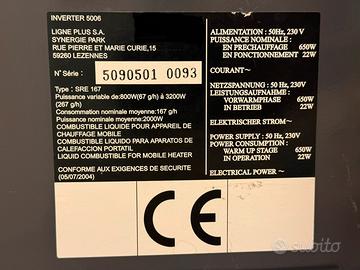 INVERTER 5006
LIGNE PLUS S.A.
SYNERGIE PARK
RUE PIERRE ET MARIE CURIE,15
59260 LEZENNES
N° Série : 5090501 0093
Type : SRE 167
Puissance variable de:800W(67 g/h) à 3200W
(267 g/h)
Consommation nominale moyenne:167 g/h
Puissance nominale moyenne:2000W
COMBUSTIBLE LIQUIDE POUR APPAREIL DE
CHAUFFAGE MOBILE
COMBUSTIBLE LIQUIDO PARA APARATOS DE
CALEFACCION PORTATIL
LIQUID COMBUSTIBLE FOR MOBILE HEATER
CONFORME AUX EXIGENCES DE SECURITE
(05/07/2004)
ALIMENTATION : 50Hz, 230 V
PUISSANCE NOMINALE :
EN PRECHAUFFAGE 650W
EN FONCTIONNEMENT 22W
COURANT~
NETZSPANNUNG : 50 Hz, 230V
LEISTUNGSAUFNAHME :
VORWARMPHASE 650W
IN BETRIEB 22W
ELEKTRISCHER STROM~
POWER SUPPLY : 50 Hz, 230V
POWER CONSUMPTION :
WARM UP STAGE 650W
IN OPERATION 22W
ELECTRICAL POWER ~
CE
subito